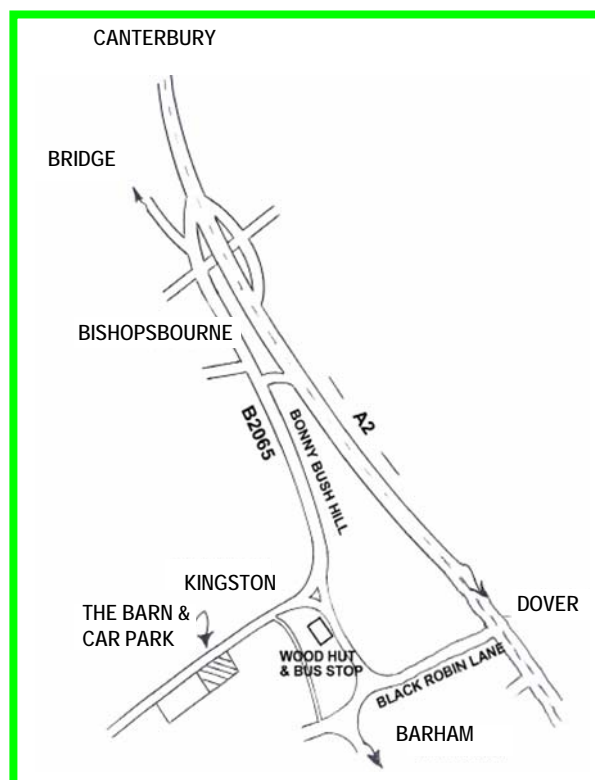 CANTERBURY
BRIDGE
BISHOPSBOURNE
B2065
BONNY BUSH HILL
A2
KINGSTON
THE BARN &
CAR PARK
DOVER
WOOD HUT
& BUS STOP
BLACK ROBIN LANE
BARHAM